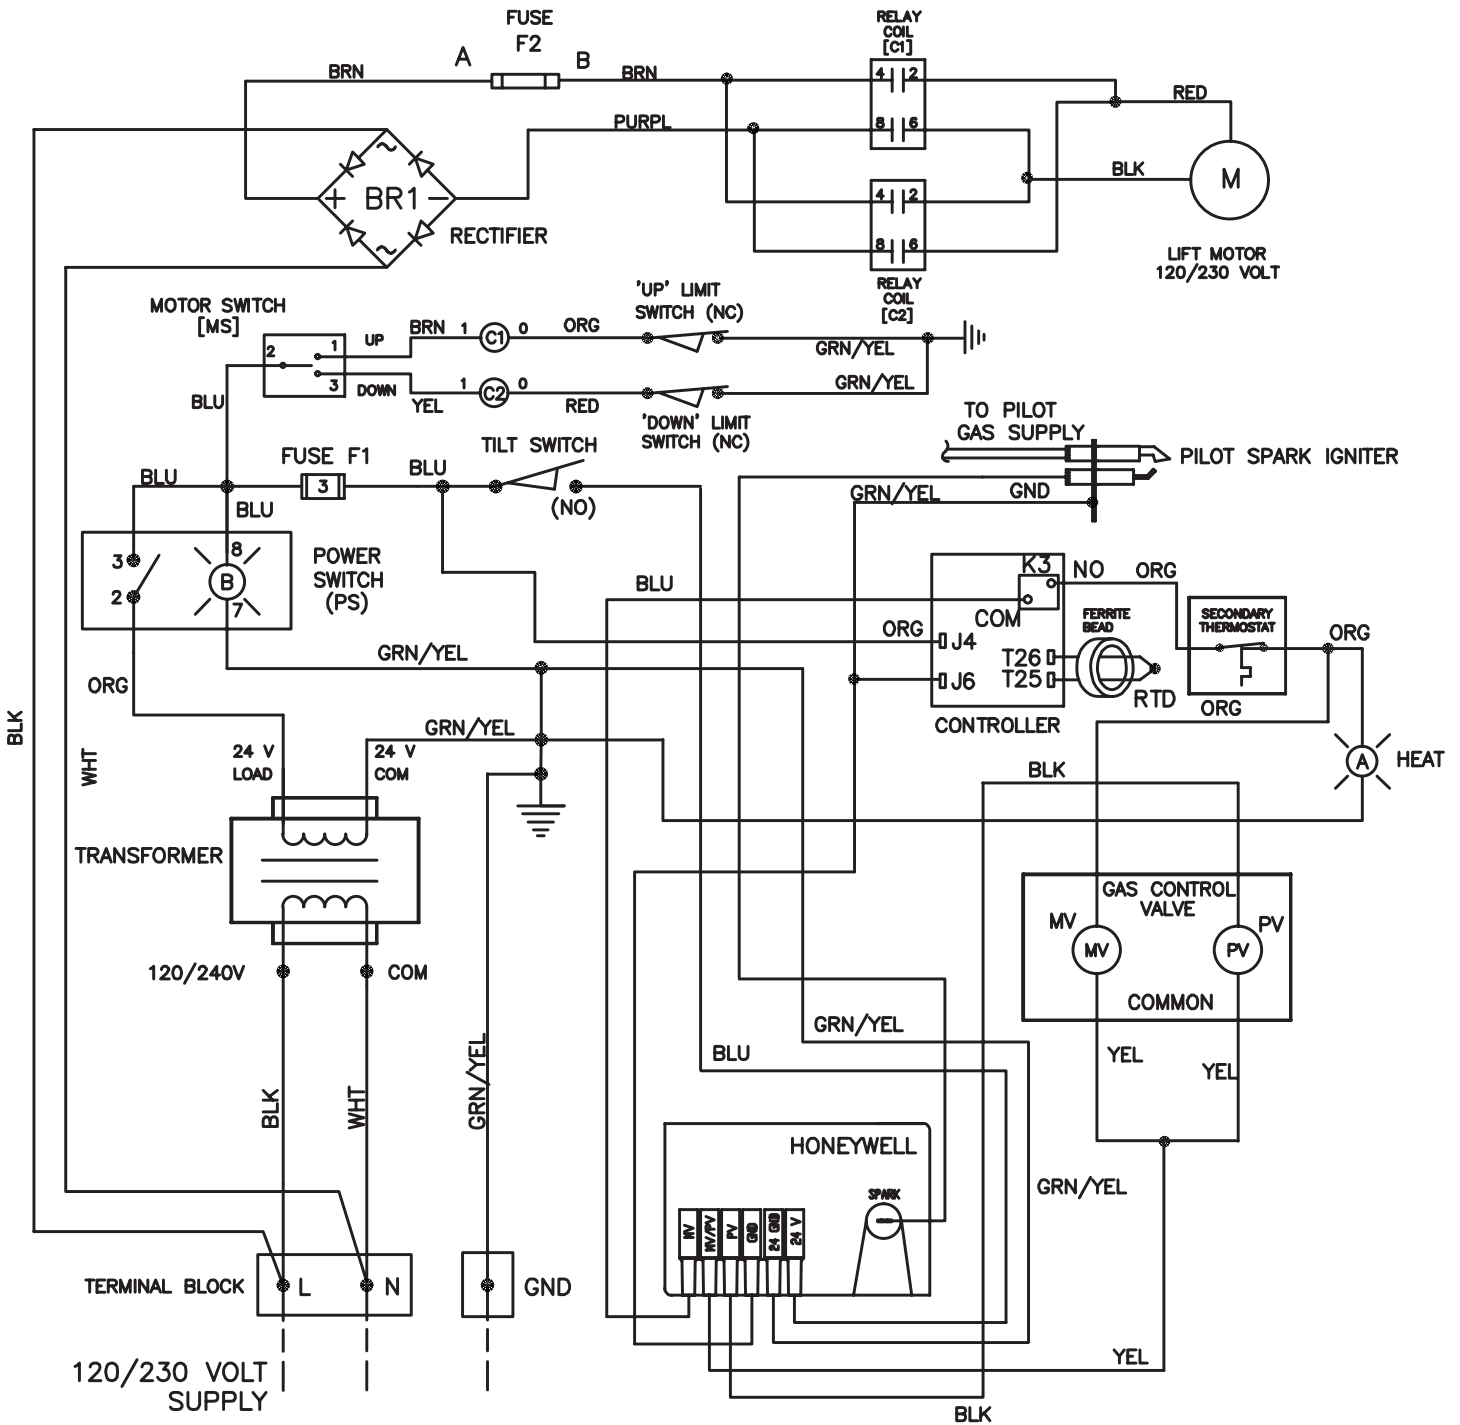 FUSE
F2
A
B
BRN
BRN
RELAY
COIL
[C1]
4 2
8 6
RED
PURPL
BLK
M
LIFT MOTOR
120/230 VOLT
4 2
8 6
RELAY
COIL
[C2]
+ BR1 −
~
~
RECTIFIER
MOTOR SWITCH
[MS]
2
1
3
UP
DOWN
BRN
1
C1
0
ORG
'UP' LIMIT
SWITCH (NC)
GRN/YEL
YEL
1
C2
0
RED
'DOWN' LIMIT
SWITCH (NC)
GRN/YEL
BLU
TO PILOT
GAS SUPPLY
PILOT SPARK IGNITER
GRN/YEL
GND
BLU
FUSE F1
3
BLU
TILT SWITCH
(NO)
BLU
3
2
8
B
7
POWER
SWITCH
(PS)
BLU
K3
NO
ORG
COM
ORG
J4
J6
T26
T25
CONTROLLER
FERRITE
BEAD
RTD
SECONDARY
THERMOSTAT
ORG
ORG
GRN/YEL
ORG
GRN/YEL
BLK
WHT
24 V
LOAD
24 V
COM
A
HEAT
BLK
TRANSFORMER
GAS CONTROL
VALVE
MV
PV
MV
PV
COMMON
120/240V
COM
GRN/YEL
BLU
YEL
YEL
BLK
WHT
GRN/YEL
HONEYWELL
SPARK
MV
MV/PV
PV
GND
24 GND
24 V
GRN/YEL
TERMINAL BLOCK
L
N
GND
YEL
BLK
120/230 VOLT
SUPPLY